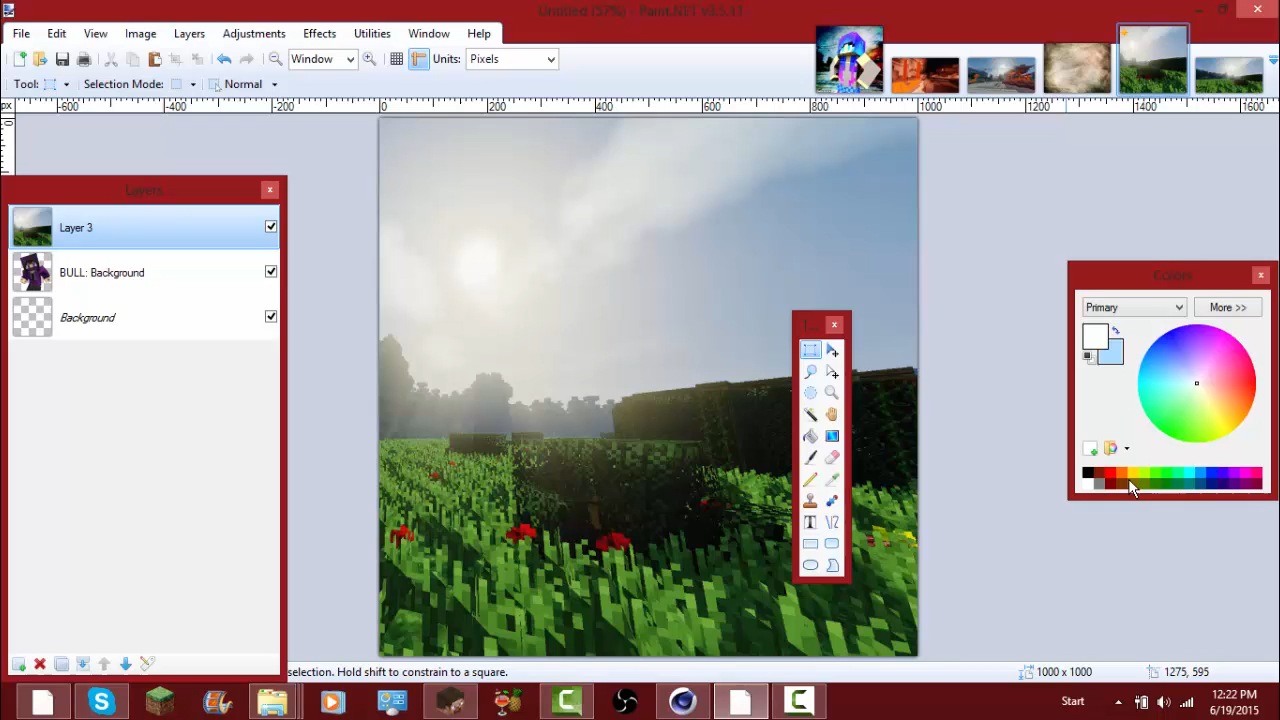 Untitled (57%) - Paint.NET v3.5.11
File Edit View Image Layers Adjustments Effects Utilities Window Help
Window Units: Pixels
Tool: Selection Mode: Normal
px -600 -400 -200 0 200 400 600 800 1000 1200 1400 1600
0
Layers
Layer 3
BULL: Background
Background
T...
Colors
Primary More >>
selection. Hold shift to constrain to a square. 1000 x 1000 1275, 595
Start 12:22 PM
6/19/2015